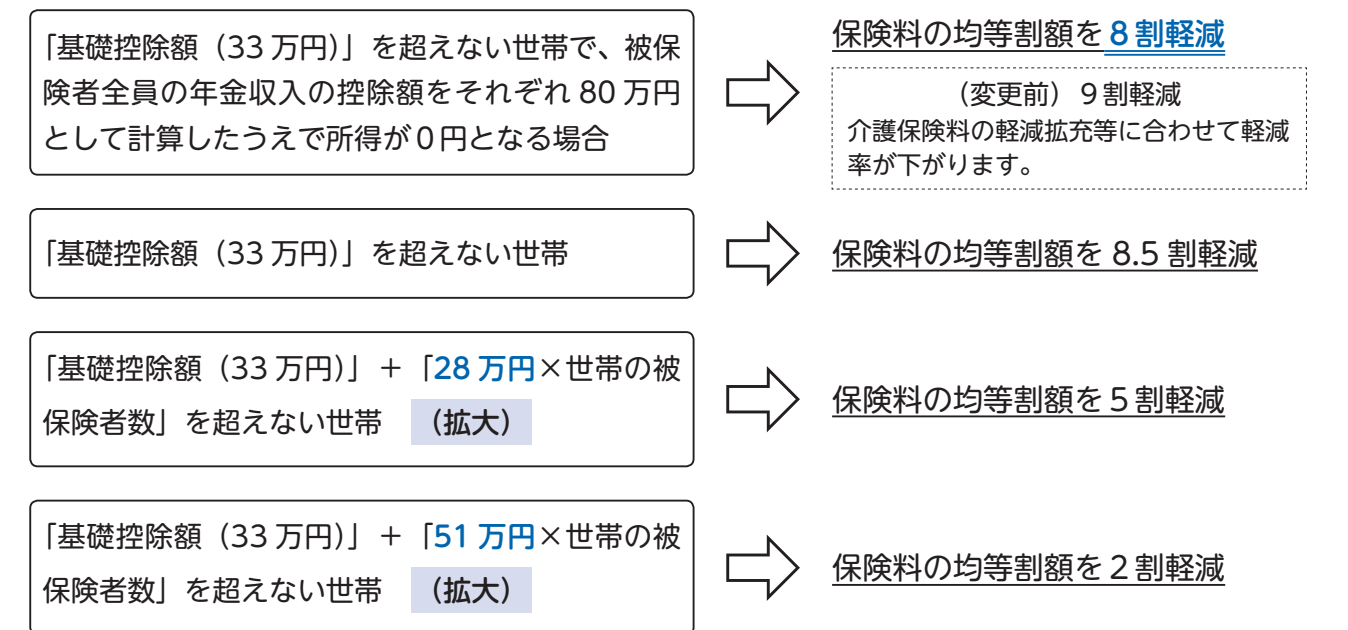 「基礎控除額（33 万円）」を超えない世帯で、被保
険者全員の年金収入の控除額をそれぞれ 80 万円
として計算したうえで所得が０円となる場合
保険料の均等割額を８割軽減
（変更前）９割軽減
介護保険料の軽減拡充等に合わせて軽減
率が下がります。
「基礎控除額（33 万円）」を超えない世帯
保険料の均等割額を 8.5 割軽減
「基礎控除額（33 万円）」＋「28 万円×世帯の被
保険者数」を超えない世帯 （拡大）
保険料の均等割額を５割軽減
「基礎控除額（33 万円）」＋「51 万円×世帯の被
保険者数」を超えない世帯 （拡大）
保険料の均等割額を２割軽減